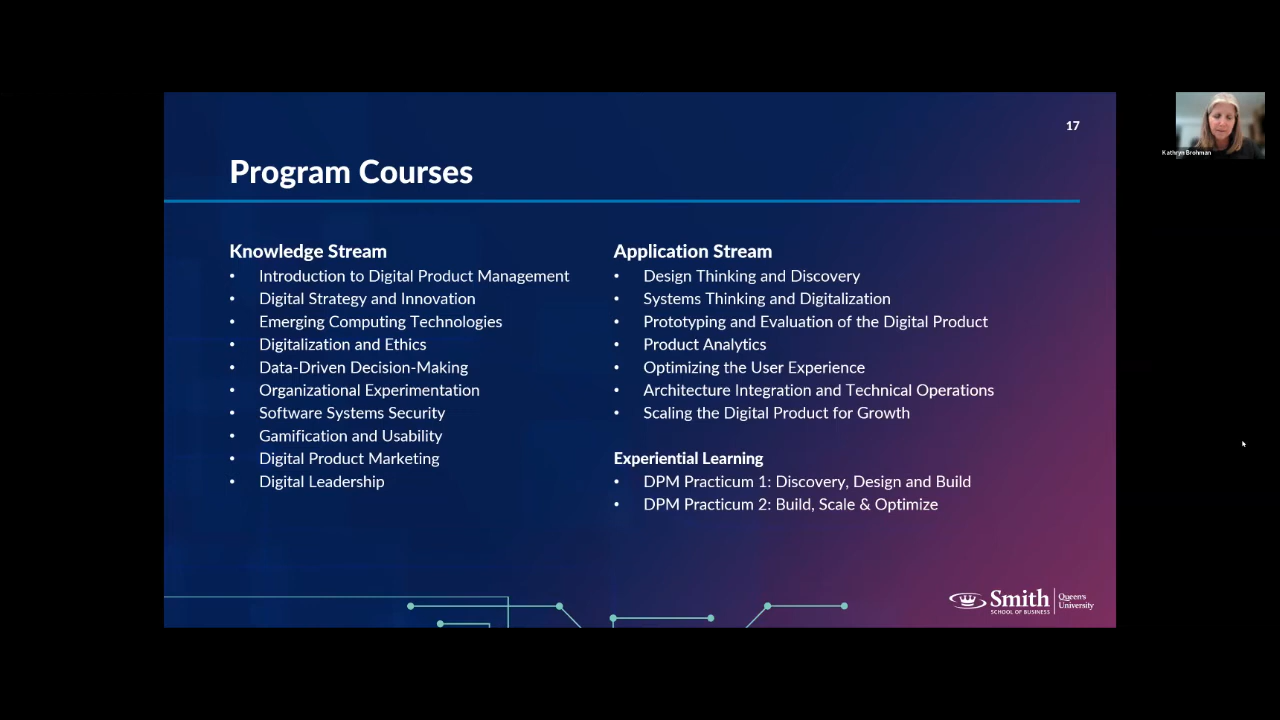 17
Program Courses
Knowledge Stream
• Introduction to Digital Product Management
• Digital Strategy and Innovation
• Emerging Computing Technologies
• Digitalization and Ethics
• Data-Driven Decision-Making
• Organizational Experimentation
• Software Systems Security
• Gamification and Usability
• Digital Product Marketing
• Digital Leadership
Application Stream
• Design Thinking and Discovery
• Systems Thinking and Digitalization
• Prototyping and Evaluation of the Digital Product
• Product Analytics
• Optimizing the User Experience
• Architecture Integration and Technical Operations
• Scaling the Digital Product for Growth
Experiential Learning
• DPM Practicum 1: Discovery, Design and Build
• DPM Practicum 2: Build, Scale & Optimize
Smith
SCHOOL OF BUSINESS
Queen's
University
Kathryn Brohman